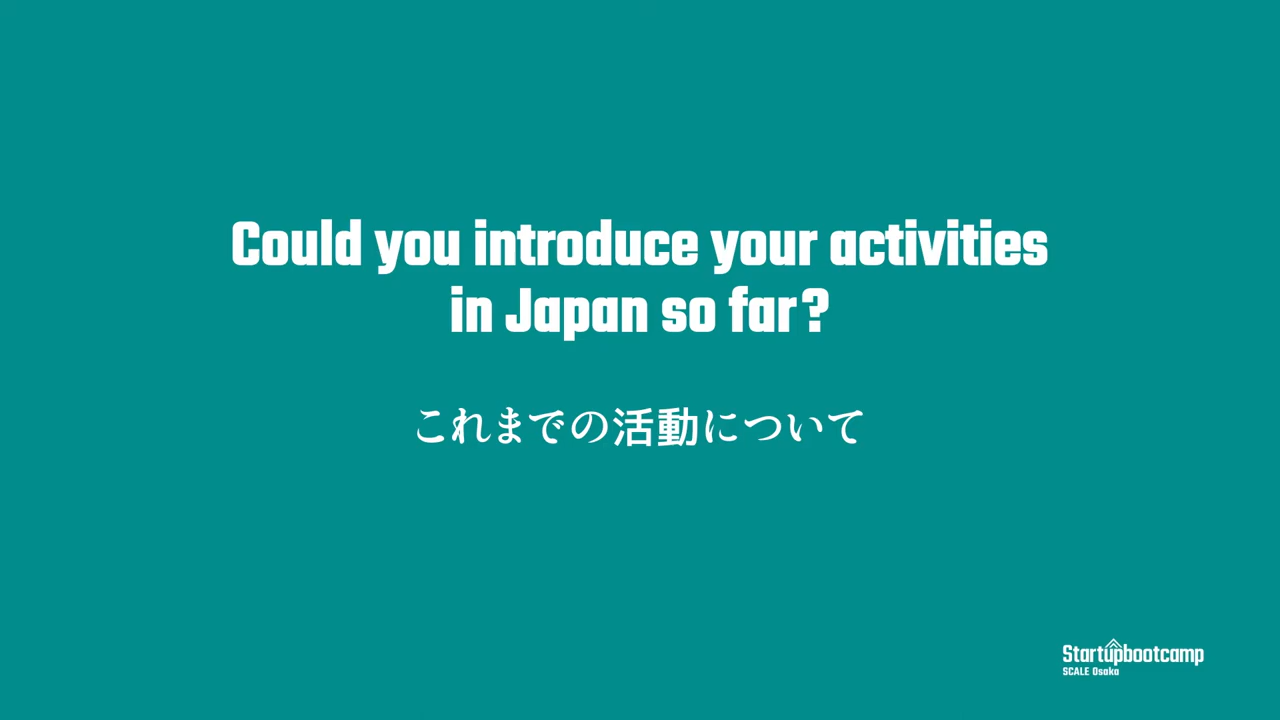 Could you introduce your activities
in Japan so far?
これまでの活動について
Startupbootcamp
SCALE Osaka